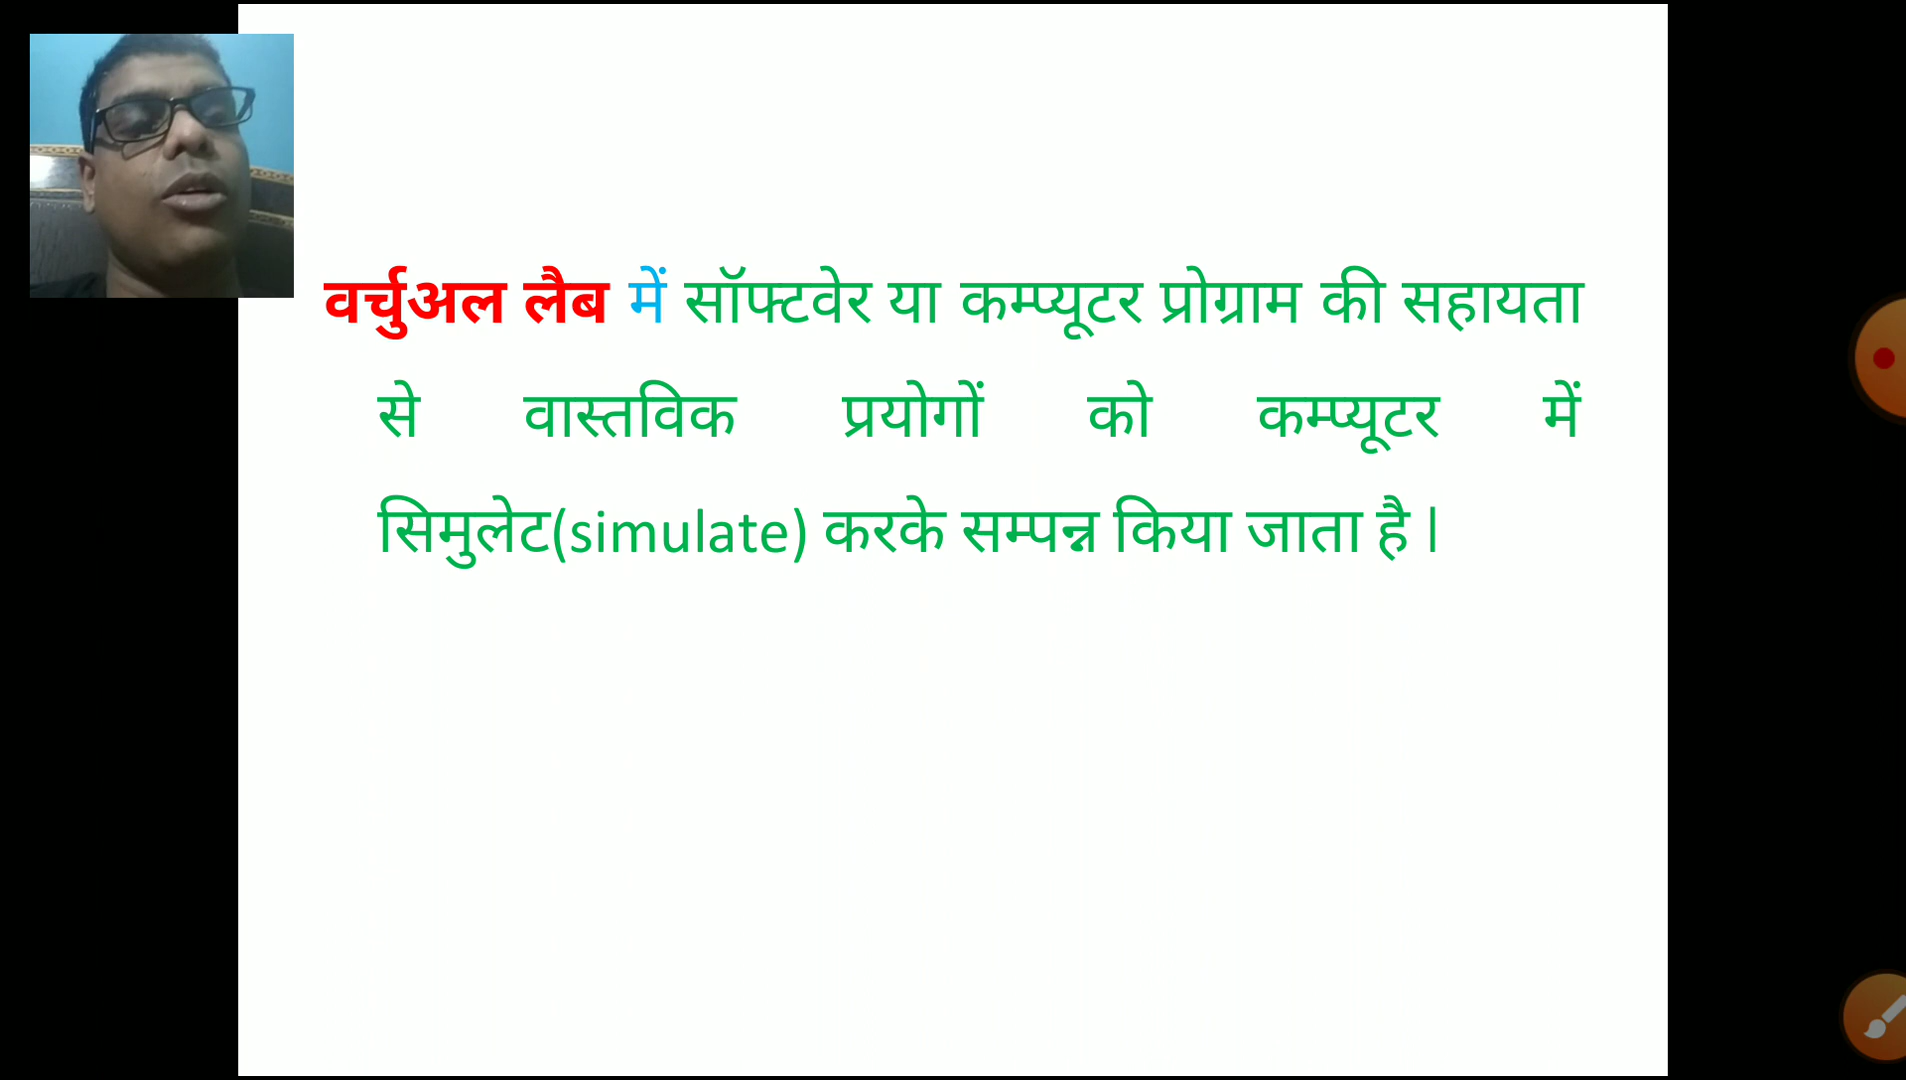 वर्चुअल लैब में सॉफ्टवेर या कम्प्यूटर प्रोग्राम की सहायता
से वास्तविक प्रयोगों को कम्प्यूटर में
सिमुलेट(simulate) करके सम्पन्न किया जाता है l